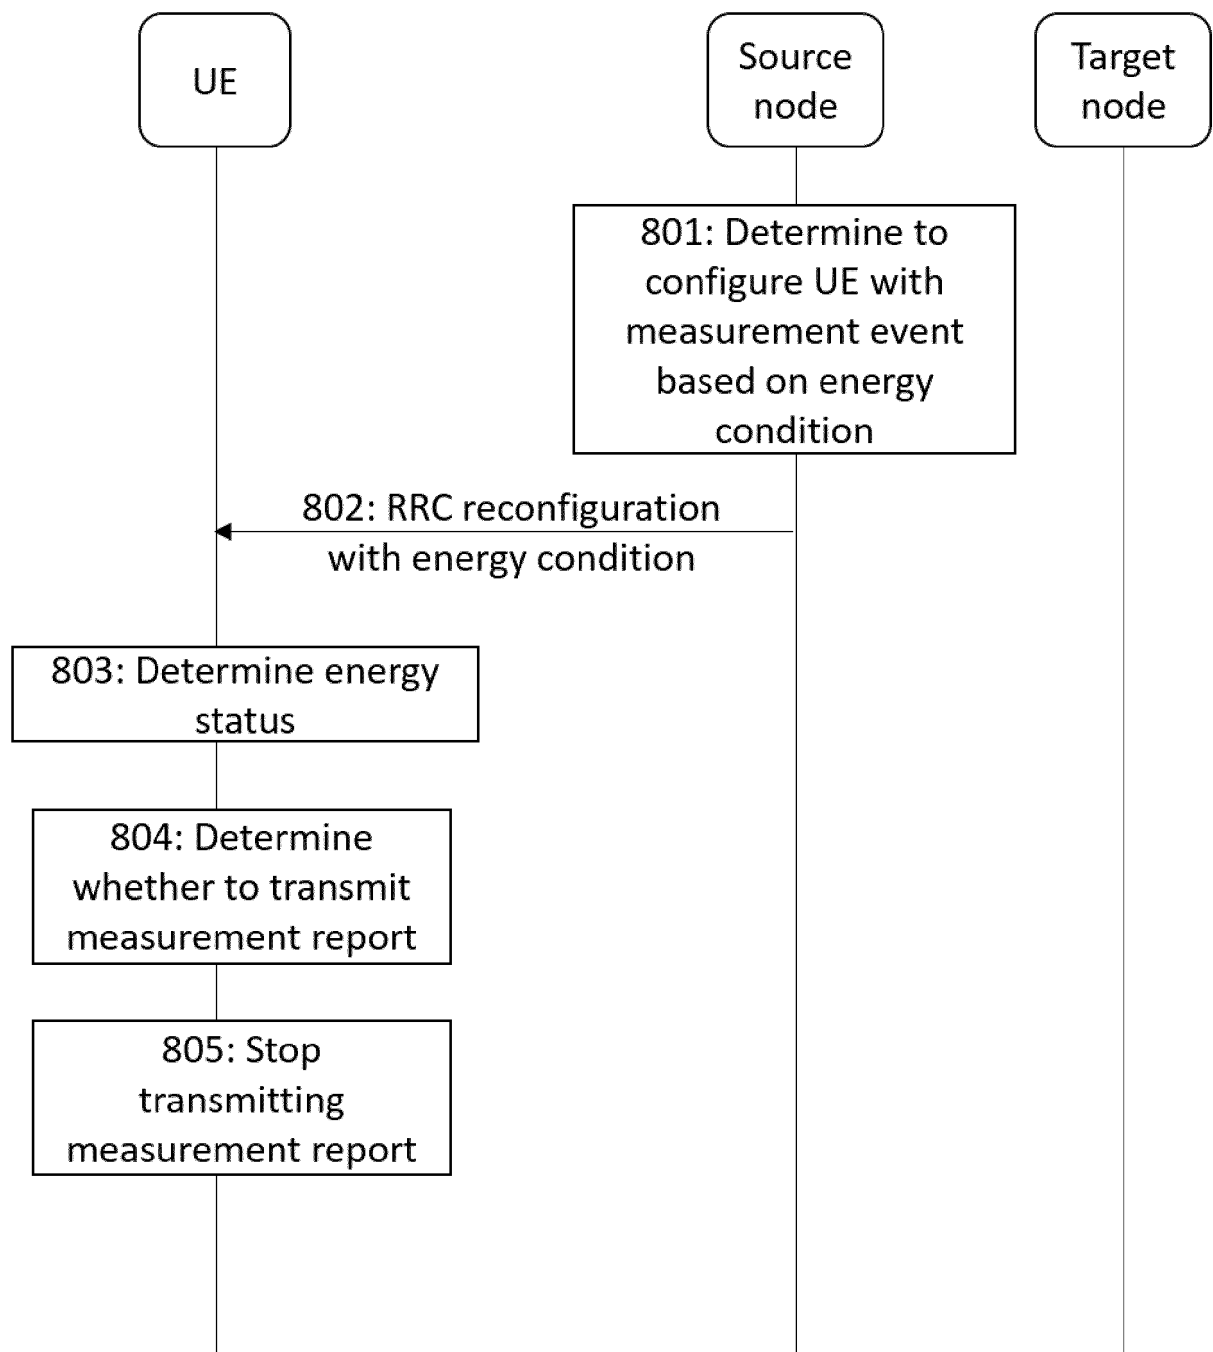 UE
Source
node
Target
node
801: Determine to
configure UE with
measurement event
based on energy
condition
802: RRC reconfiguration
with energy condition
803: Determine energy
status
804: Determine
whether to transmit
measurement report
805: Stop
transmitting
measurement report